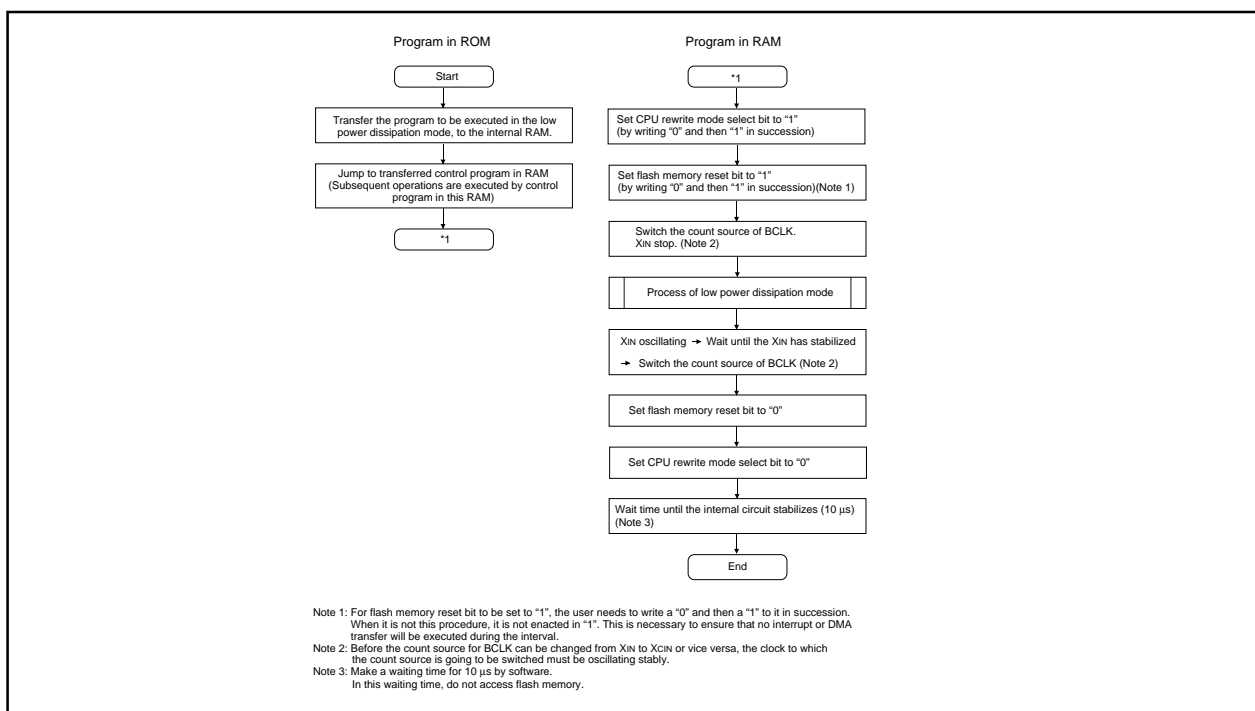 Program in ROM
Start
Transfer the program to be executed in the low
power dissipation mode, to the internal RAM.
Jump to transferred control program in RAM
(Subsequent operations are executed by control
program in this RAM)
*1
Program in RAM
*1
Set CPU rewrite mode select bit to “1”
(by writing “0” and then “1” in succession)
Set flash memory reset bit to “1”
(by writing “0” and then “1” in succession)(Note 1)
Switch the count source of BCLK.
XIN stop. (Note 2)
Process of low power dissipation mode
XIN oscillating → Wait until the XIN has stabilized
→ Switch the count source of BCLK (Note 2)
Set flash memory reset bit to “0”
Set CPU rewrite mode select bit to “0”
Wait time until the internal circuit stabilizes (10 μs)
(Note 3)
End
Note 1: For flash memory reset bit to be set to “1”, the user needs to write a “0” and then a “1” to it in succession.
When it is not this procedure, it is not enacted in “1”. This is necessary to ensure that no interrupt or DMA
transfer will be executed during the interval.
Note 2: Before the count source for BCLK can be changed from XIN to XCIN or vice versa, the clock to which
the count source is going to be switched must be oscillating stably.
Note 3: Make a waiting time for 10 μs by software.
In this waiting time, do not access flash memory.